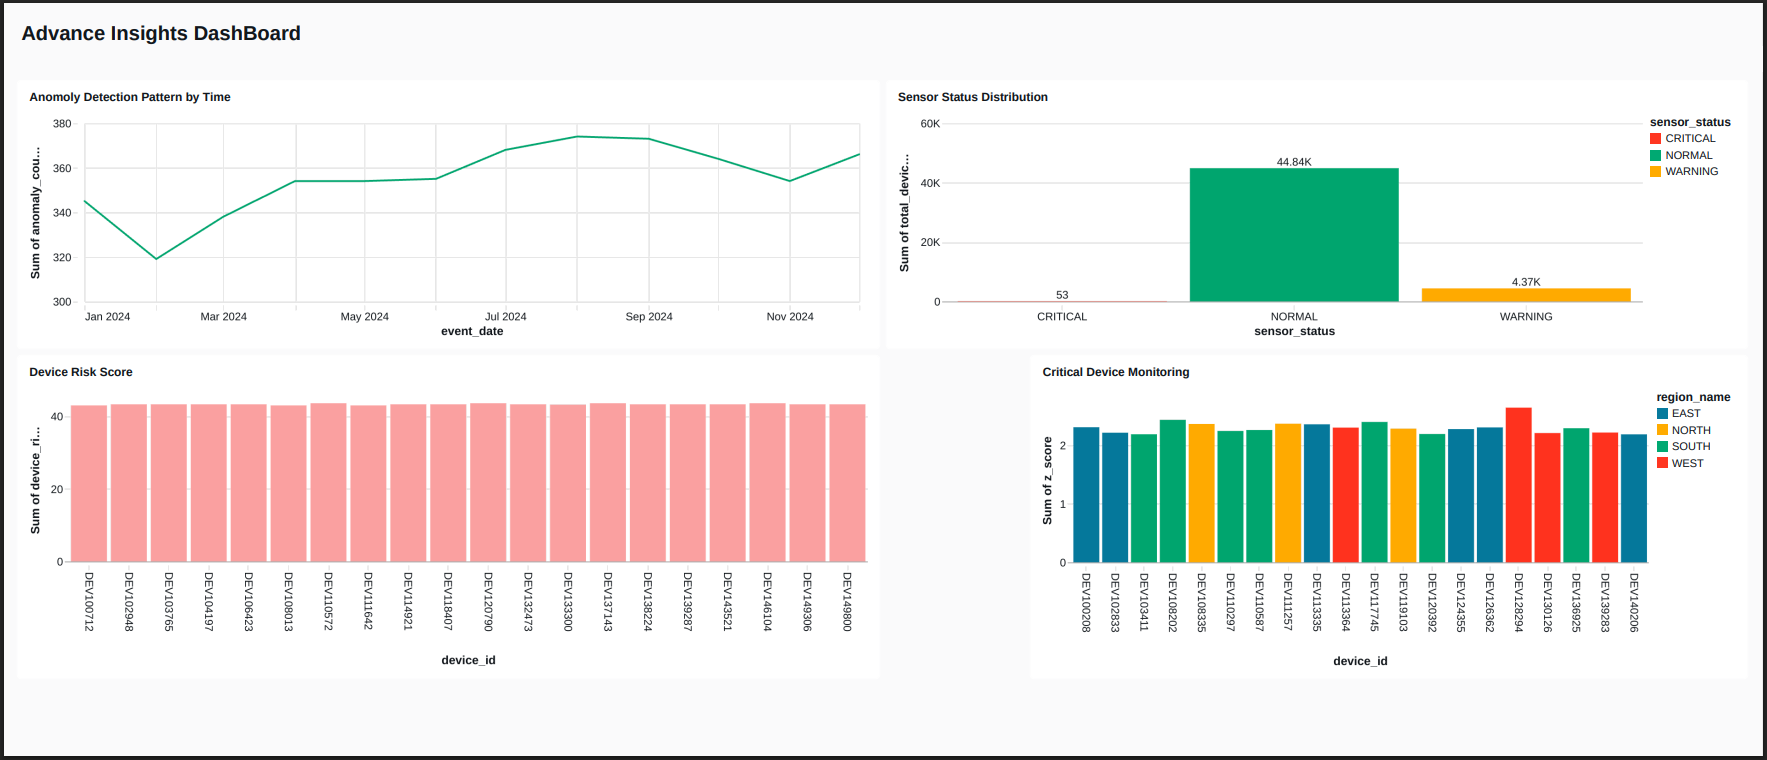 Advance Insights DashBoard
Anomoly Detection Pattern by Time
Sum of anomaly_cou...
380
360
340
320
300
Jan 2024
Mar 2024
May 2024
Jul 2024
Sep 2024
Nov 2024
event_date
Sensor Status Distribution
Sum of total_devic...
60K
40K
20K
0
53
44.84K
4.37K
CRITICAL
NORMAL
WARNING
sensor_status
sensor_status
CRITICAL
NORMAL
WARNING
Device Risk Score
Sum of device_ri...
40
20
0
DEV100712
DEV102948
DEV103765
DEV104197
DEV106423
DEV108013
DEV110572
DEV111642
DEV114921
DEV118407
DEV120790
DEV132473
DEV133300
DEV137143
DEV138224
DEV139287
DEV143521
DEV146104
DEV149306
DEV149800
device_id
Critical Device Monitoring
Sum of z_score
2
1
0
DEV100208
DEV102833
DEV103411
DEV108202
DEV108335
DEV110297
DEV110587
DEV111257
DEV113335
DEV113364
DEV117745
DEV119103
DEV120392
DEV124355
DEV126362
DEV128294
DEV130126
DEV136925
DEV139283
DEV140206
device_id
region_name
EAST
NORTH
SOUTH
WEST